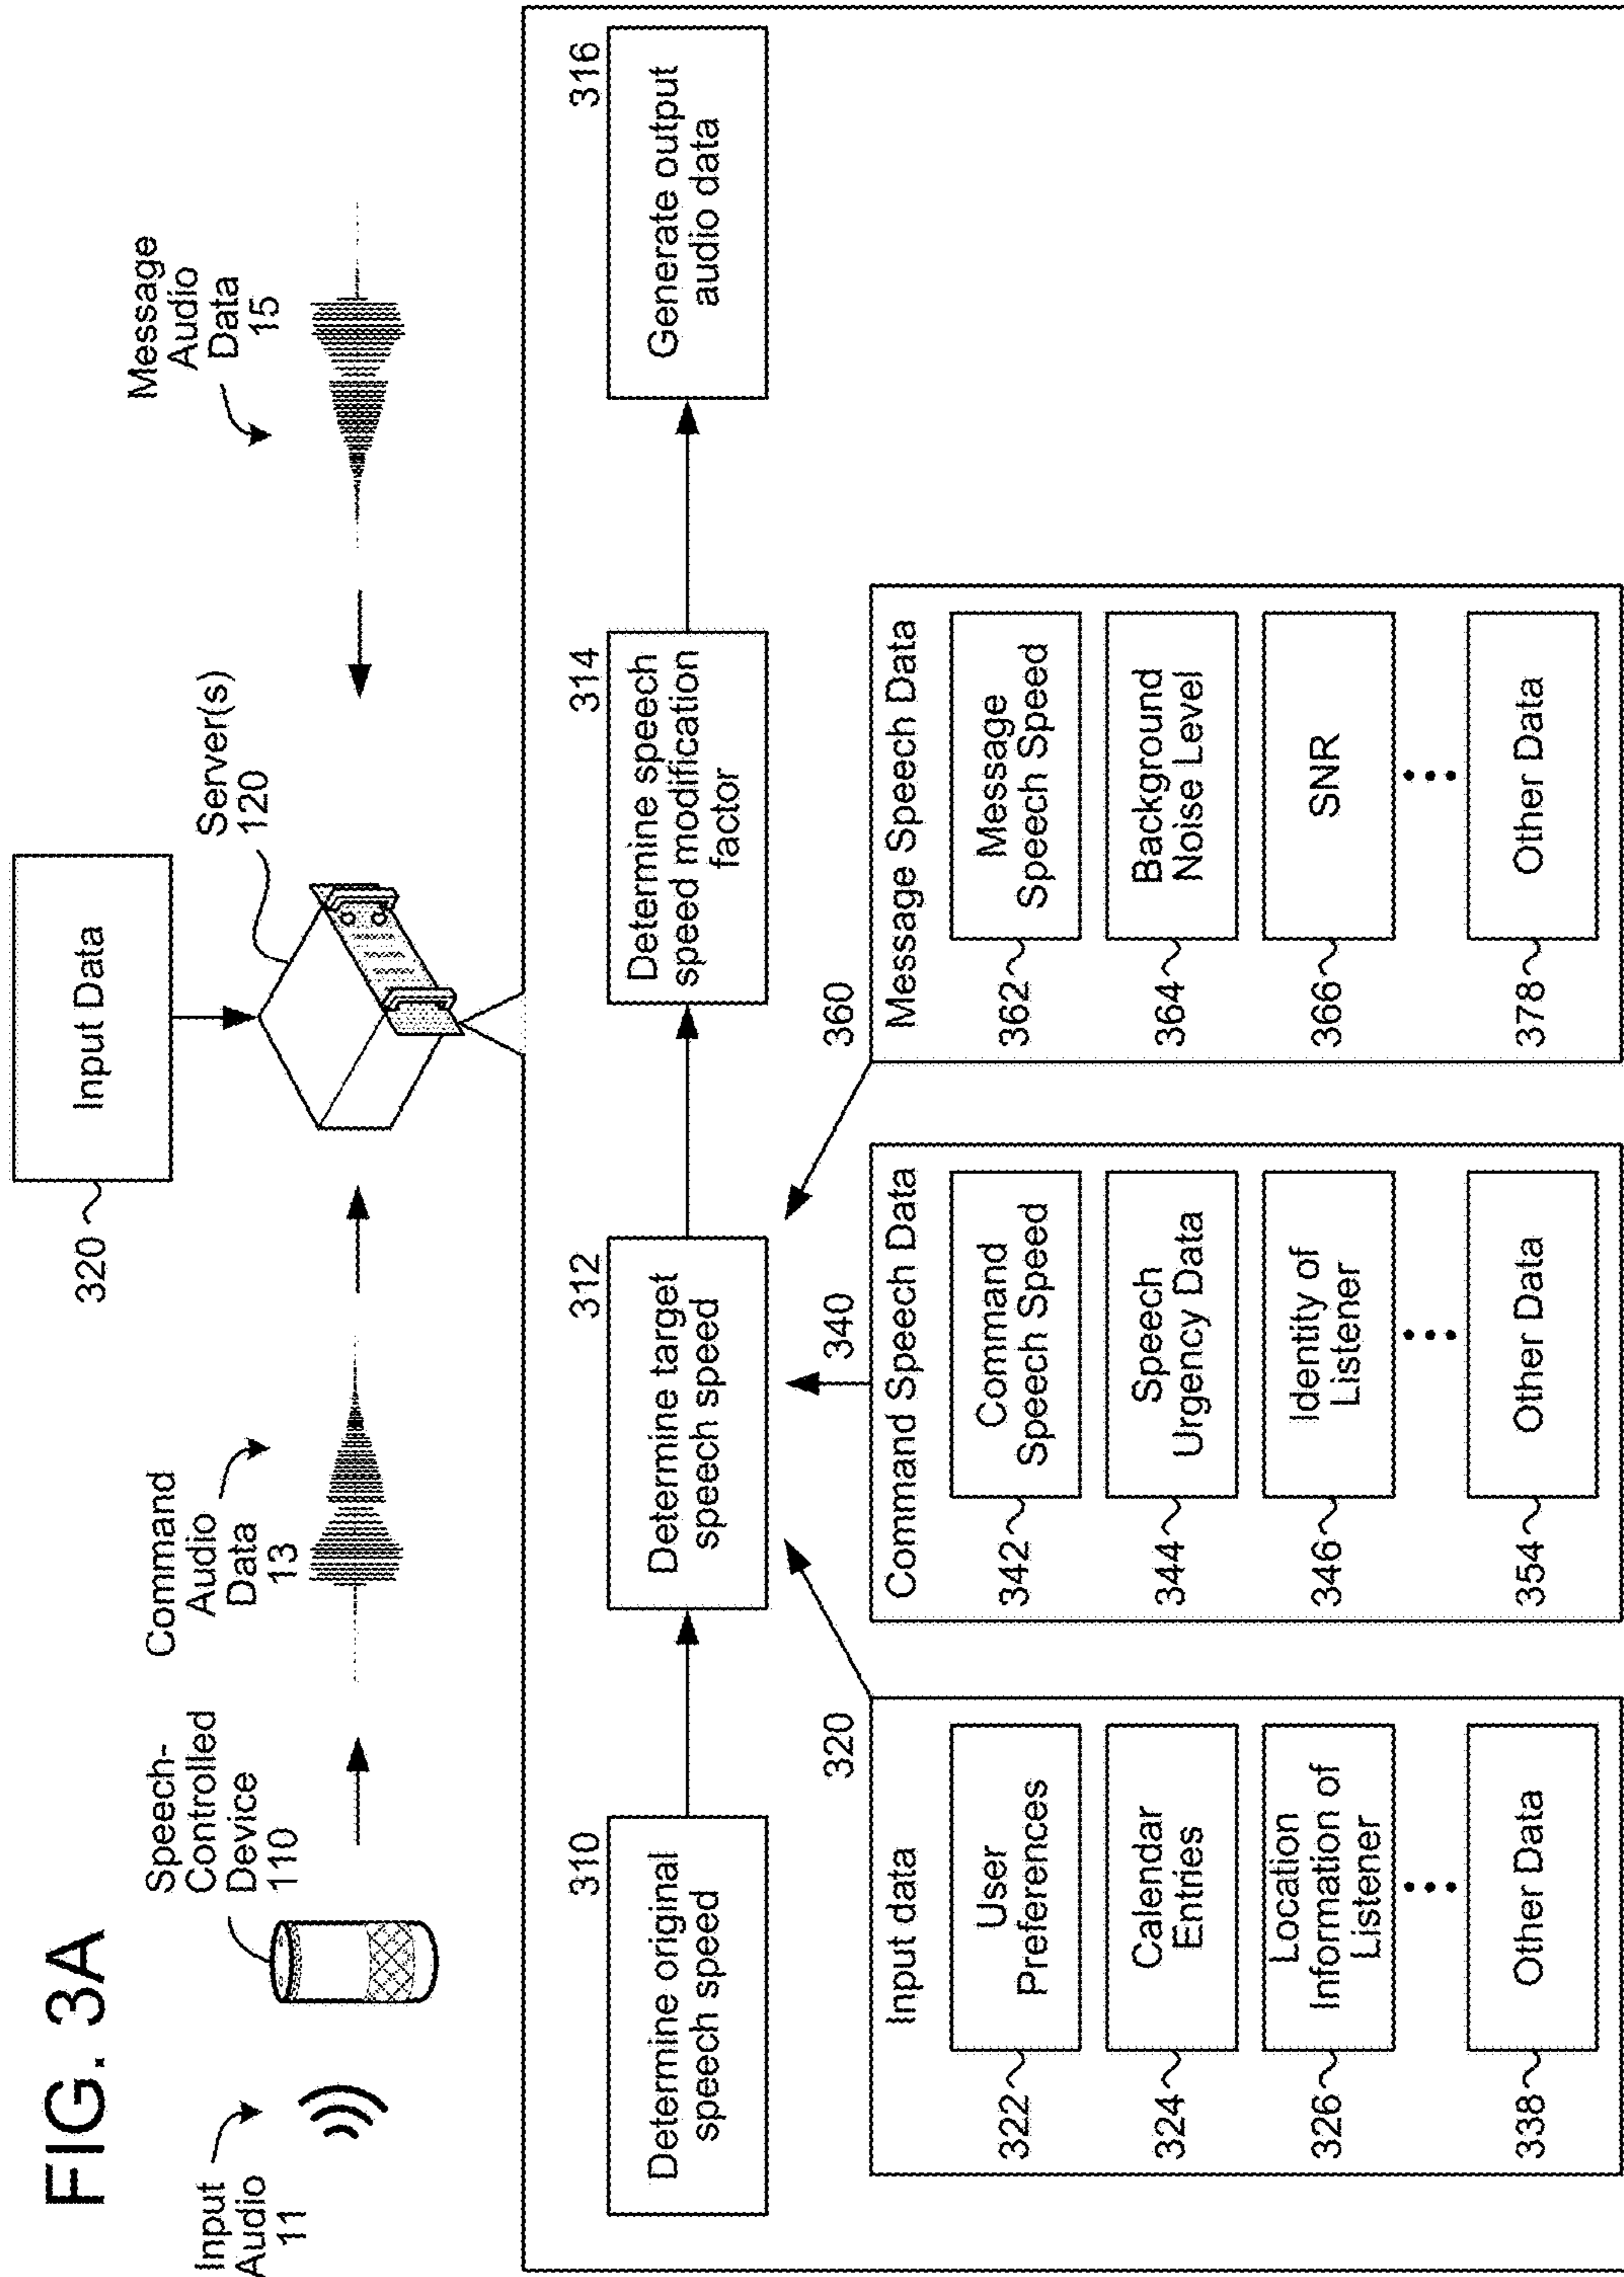 FIG. 3A
Input
Audio
11
Speech-
Controlled
Device
110
Command
Audio
Data
13
320
Input Data
Server(s)
120
Message
Audio
Data
15
310
Determine original
speech speed
312
Determine target
speech speed
314
Determine speech
speed modification
factor
316
Generate output
audio data
320
Input data
322
User
Preferences
324
Calendar
Entries
326
Location
Information of
Listener
338
Other Data
340
Command Speech Data
342
Command
Speech Speed
344
Speech
Urgency Data
346
Identity of
Listener
354
Other Data
360
Message Speech Data
362
Message
Speech Speed
364
Background
Noise Level
366
SNR
378
Other Data